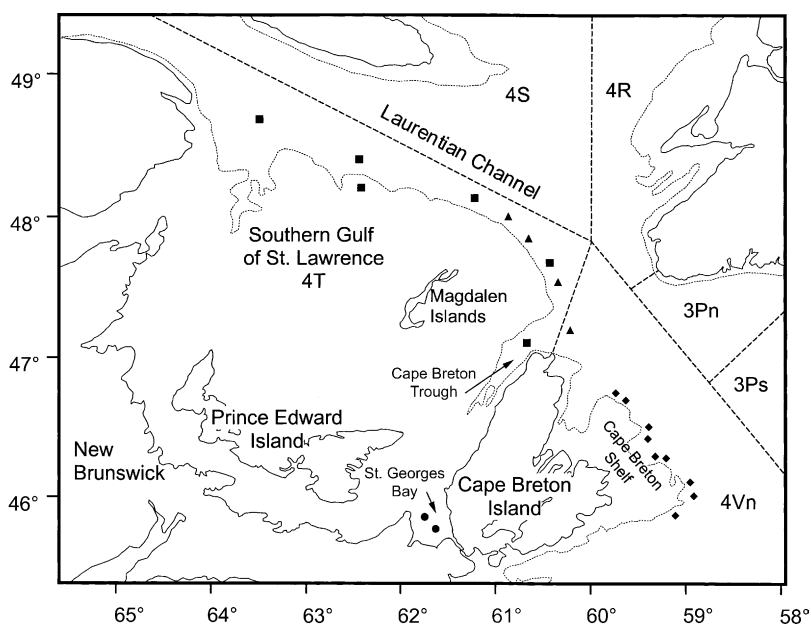 49°
48°
47°
46°
4S
4R
Laurentian Channel
Southern Gulf
of St. Lawrence
4T
Magdalen
Islands
3Pn
3Ps
Cape Breton
Trough
Prince Edward
Island
New
Brunswick
St. Georges
Bay
Cape Breton
Island
Cape Breton
Shelf
4Vn
65°
64°
63°
62°
61°
60°
59°
58°